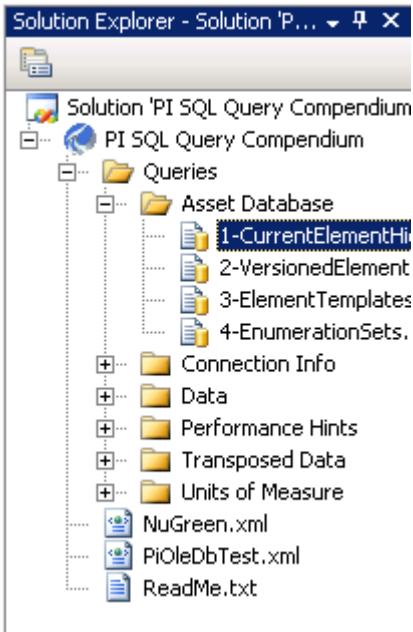 Solution Explorer - Solution 'P...
Solution 'PI SQL Query Compendium
PI SQL Query Compendium
Queries
Asset Database
1-CurrentElementHie
2-VersionedElement
3-ElementTemplates
4-EnumerationSets.
Connection Info
Data
Performance Hints
Transposed Data
Units of Measure
NuGreen.xml
PiOleDbTest.xml
ReadMe.txt